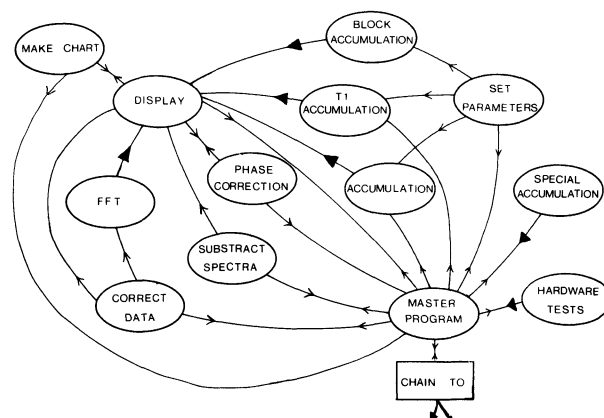 BLOCK
ACCUMULATION
MAKE CHART
DISPLAY
T1
ACCUMULATION
SET
PARAMETERS
PHASE
CORRECTION
ACCUMULATION
SPECIAL
ACCUMULATION
FFT
SUBSTRACT
SPECTRA
CORRECT
DATA
MASTER
PROGRAM
HARDWARE
TESTS
CHAIN TO